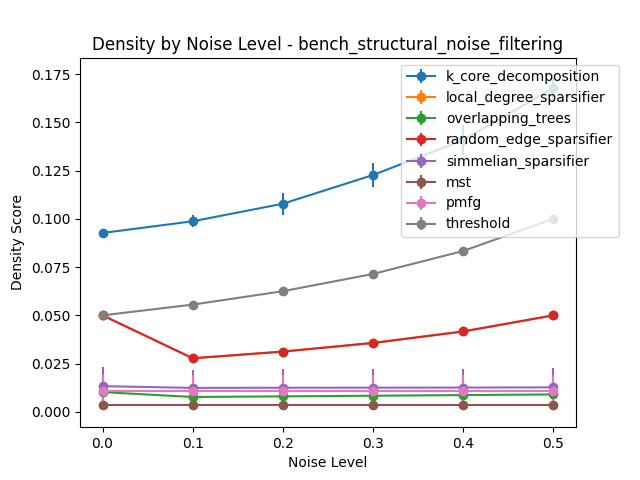 Density by Noise Level - bench_structural_noise_filtering
k_core_decomposition
local_degree_sparsifier
overlapping_trees
random_edge_sparsifier
simmelian_sparsifier
mst
pmfg
threshold
Density Score
0.175
0.150
0.125
0.100
0.075
0.050
0.025
0.000
0.0 0.1 0.2 0.3 0.4 0.5
Noise Level